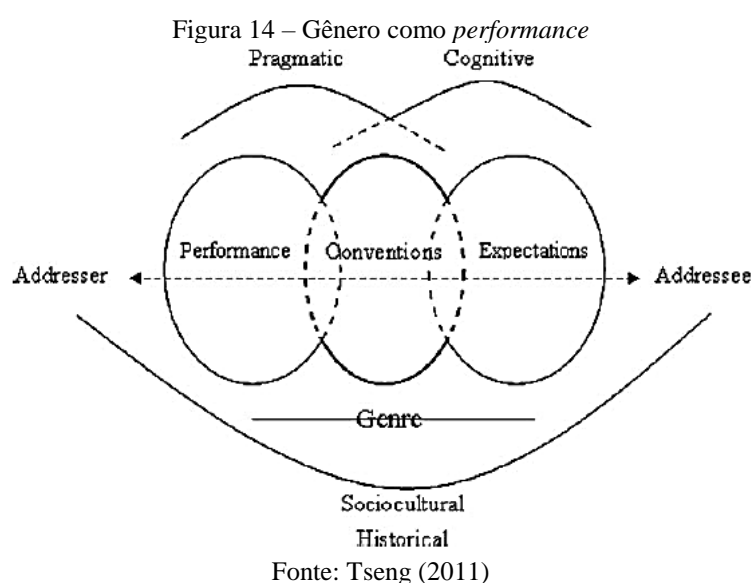 Figura 14 – Gênero como performance
Pragmatic Cognitive
Performance Conventions Expectations
Addresser Addressee
Genre
Sociocultural
Historical
Fonte: Tseng (2011)